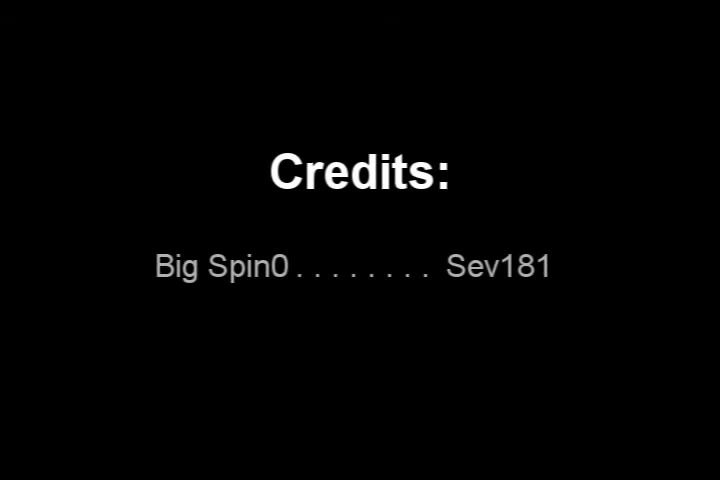 Credits:
Big Spin0 . . . . . . . . Sev181